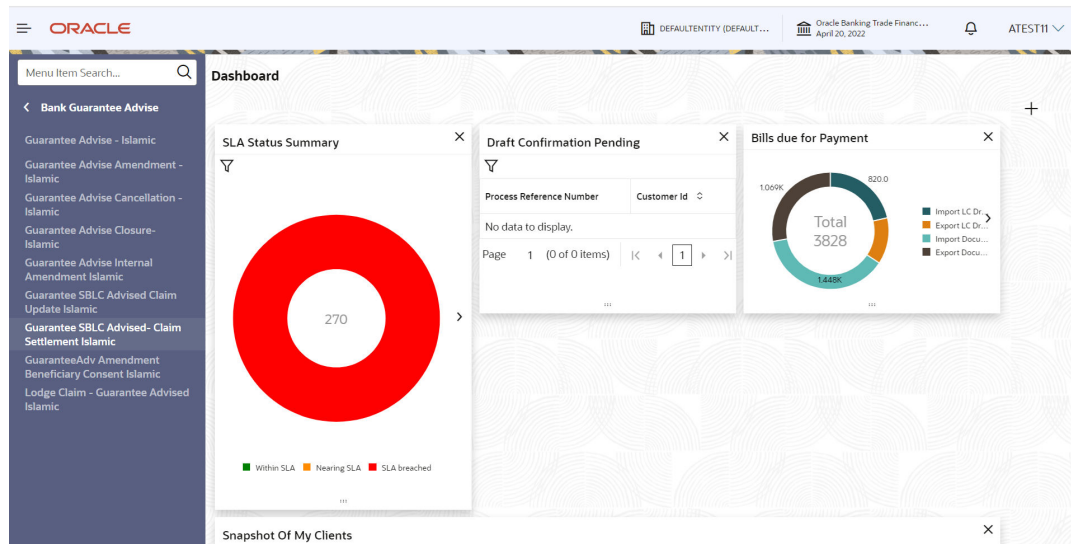 ORACLE
DEFAULTENTITY (DEFAULT...
Oracle Banking Trade Financ...
April 20, 2022
ATEST11
Menu Item Search...
Bank Guarantee Advise
Guarantee Advise - Islamic
Guarantee Advise Amendment -
Islamic
Guarantee Advise Cancellation -
Islamic
Guarantee Advise Closure-
Islamic
Guarantee Advise Internal
Amendment Islamic
Guarantee SBLC Advised Claim
Update Islamic
Guarantee SBLC Advised- Claim
Settlement Islamic
GuaranteeAdv Amendment
Beneficiary Consent Islamic
Lodge Claim - Guarantee Advised
Islamic
Dashboard
SLA Status Summary
270
Within SLA Nearing SLA SLA breached
Draft Confirmation Pending
Process Reference Number Customer Id
No data to display.
Page 1 (0 of 0 items) 1
Bills due for Payment
1.069K
820.0
Total
3828
1.448K
Import LC Dr...
Export LC Dr...
Import Docu...
Export Docu...
Snapshot Of My Clients